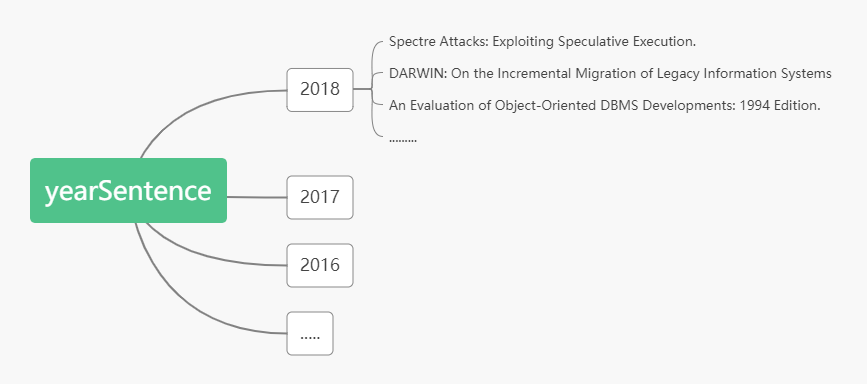 Spectre Attacks: Exploiting Speculative Execution.
2018
DARWIN: On the Incremental Migration of Legacy Information Systems
An Evaluation of Object-Oriented DBMS Developments: 1994 Edition.
.........
yearSentence
2017
2016
.....